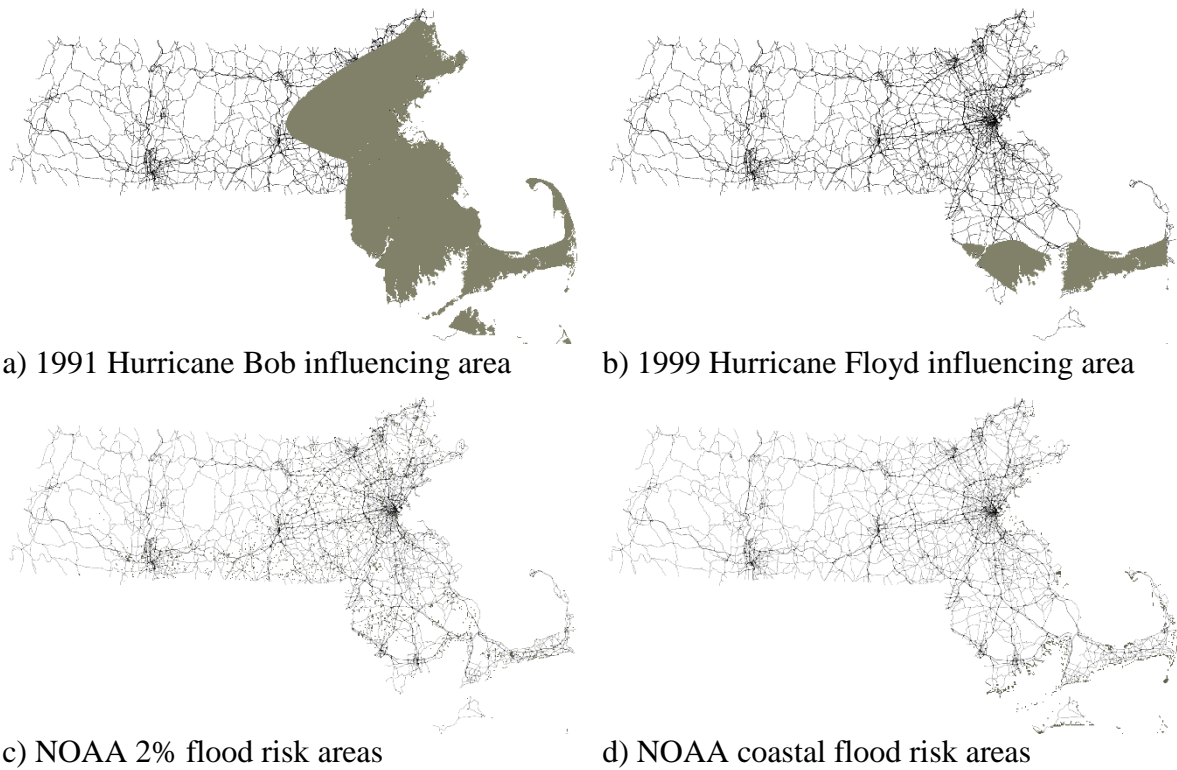 a) 1991 Hurricane Bob influencing area
b) 1999 Hurricane Floyd influencing area
c) NOAA 2% flood risk areas
d) NOAA coastal flood risk areas